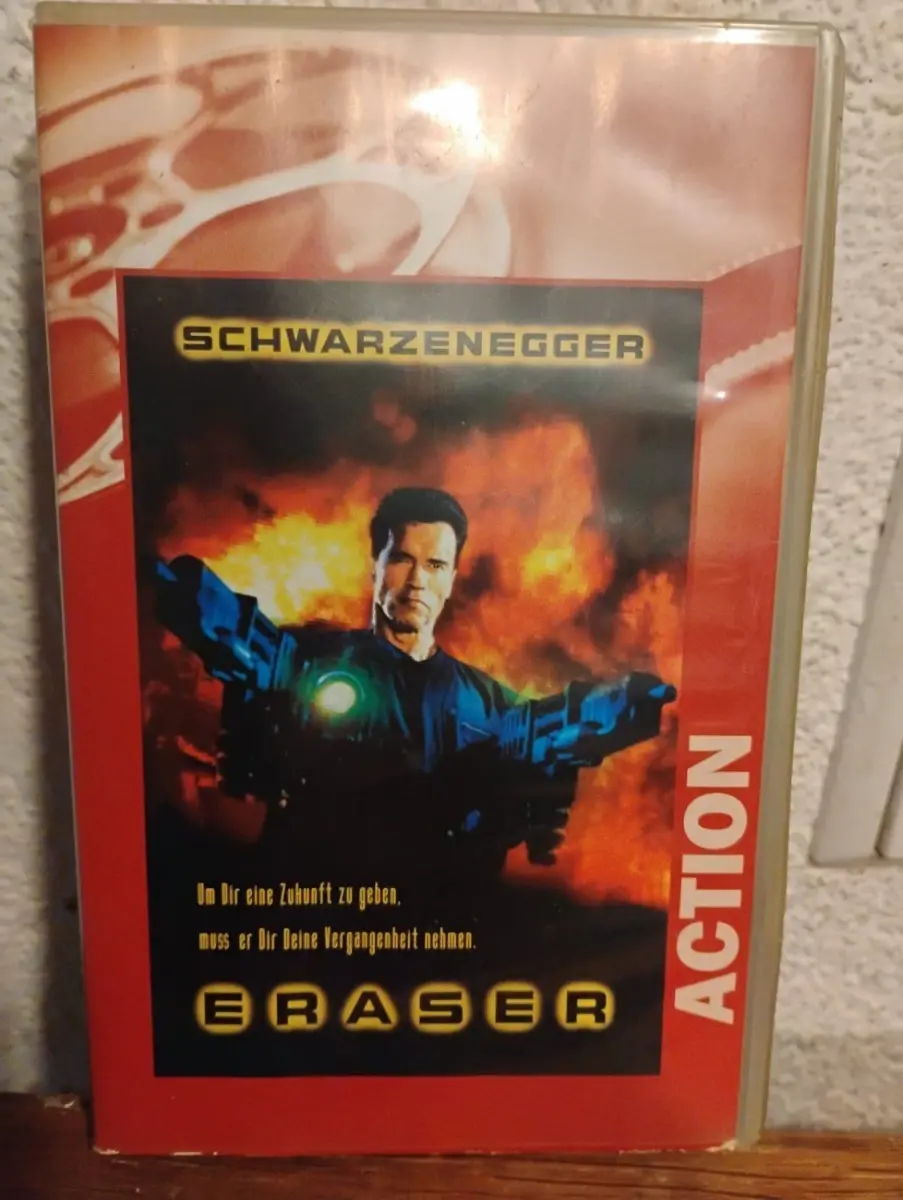 SCHWARZENEGGER
Um Dir eine Zukunft zu geben,
muss er Dir Deine Vergangenheit nehmen.
ERASER
ACTION